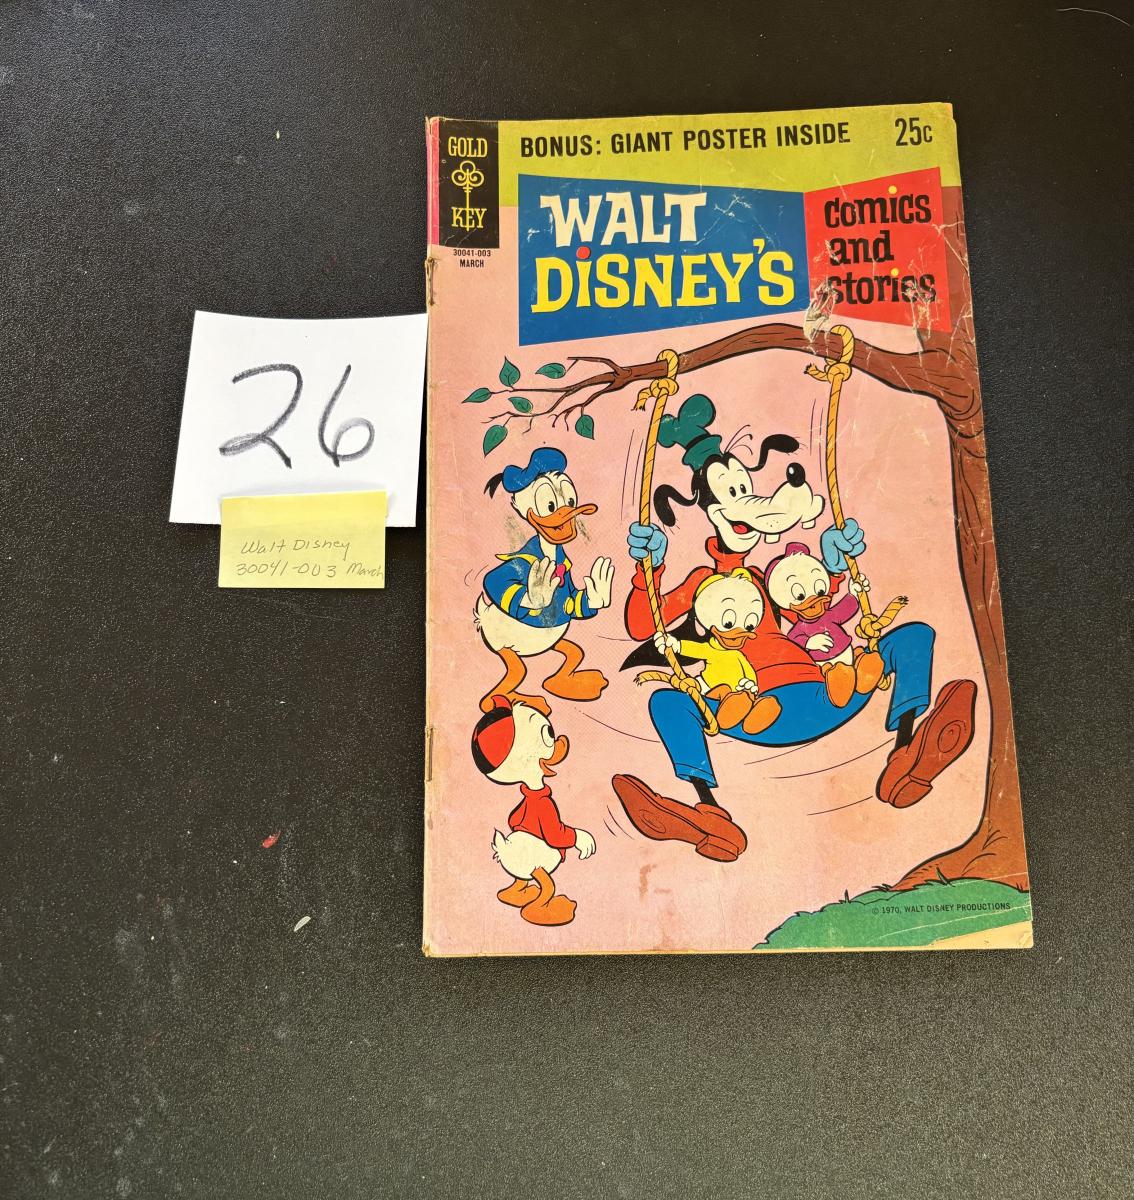 BONUS: GIANT POSTER INSIDE 25c
GOLD
KEY
30041-003
MARCH
WALT
DiSNEY'S
comics
and
stories
26
Walt Disney
30041-003 March
© 1970, WALT DISNEY PRODUCTIONS